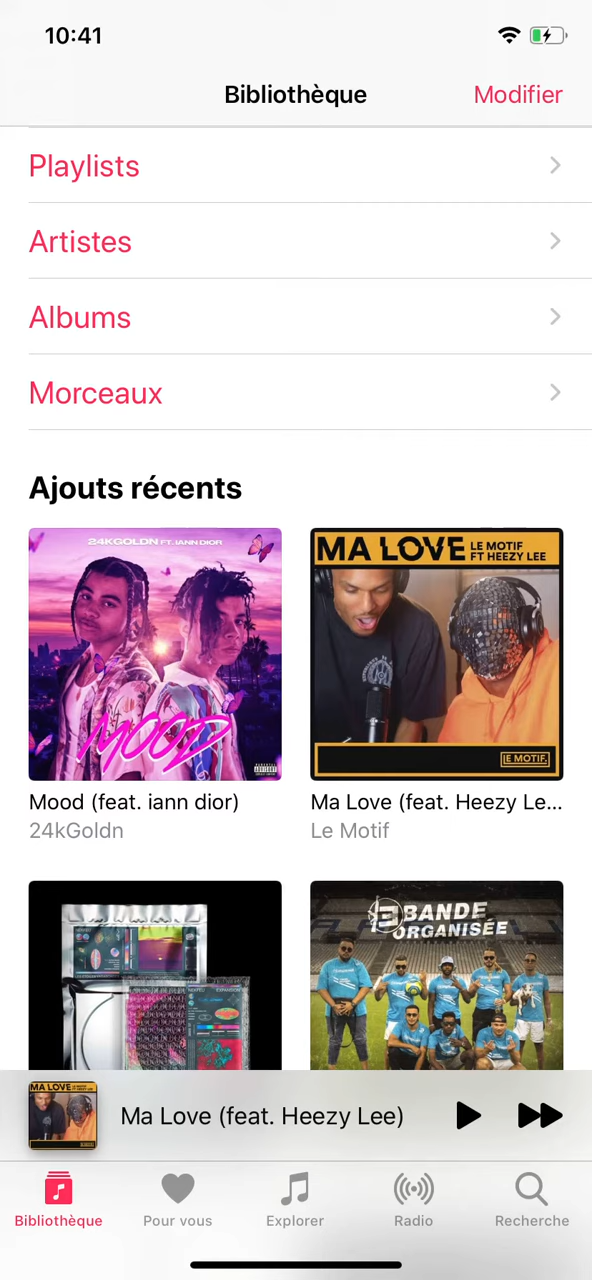 10:41
Bibliothèque
Modifier
Playlists
Artistes
Albums
Morceaux
Ajouts récents
24KGOLDN FT. IANN DIOR
MOOD
MA LOVE
LE MOTIF
FT HEEZY LEE
LE MOTIF.
Mood (feat. iann dior)
24kGoldn
Ma Love (feat. Heezy Le...
Le Motif
13 BANDE
ORGANISÉE
MA LOVE
Ma Love (feat. Heezy Lee)
Bibliothèque
Pour vous
Explorer
Radio
Recherche